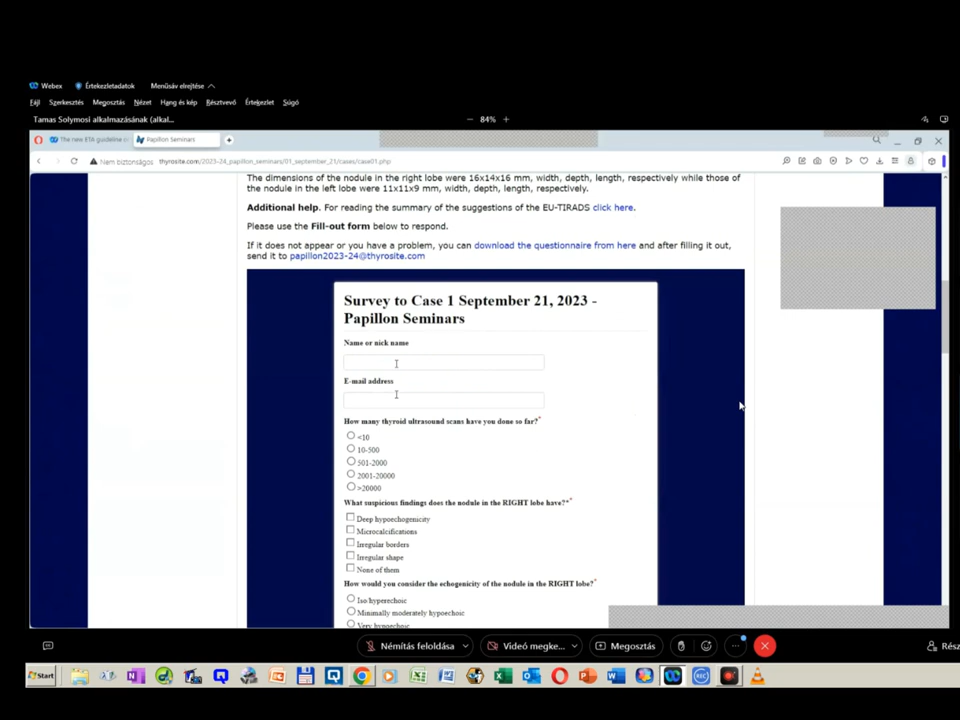 Webex Értekezletadatok Menüsáv elrejtése
Fájl Szerkesztés Megosztás Nézet Hang és kép Résztvevő Értekezlet Súgó
Tamas Solymosi alkalmazásának (alkal... − 84% +
The new ETA guideline Papillon Seminars
Nem biztonságos thyrosite.com/2023-24_papillon_seminars/01_september_21/cases/case01.php
The dimensions of the nodule in the right lobe were 16x14x16 mm, width, depth, length, respectively while those of
the nodule in the left lobe were 11x11x9 mm, width, depth, length, respectively.
Additional help. For reading the summary of the suggestions of the EU-TIRADS click here.
Please use the Fill-out form below to respond.
If it does not appear or you have a problem, you can download the questionnaire from here and after filling it out,
send it to papillon2023-24@thyrosite.com
Survey to Case 1 September 21, 2023 -
Papillon Seminars
Name or nick name
E-mail address
How many thyroid ultrasound scans have you done so far?*
<10
10-500
501-2000
2001-20000
>20000
What suspicious findings does the nodule in the RIGHT lobe have?**
Deep hypoechogenicity
Microcalcifications
Irregular borders
Irregular shape
None of them
How would you consider the echogenicity of the nodule in the RIGHT lobe?*
Iso/hyperechoic
Minimally moderately hypoechoic
Very hypoechoic
Némítás feloldása Videó megke... Megosztás Rész
Start